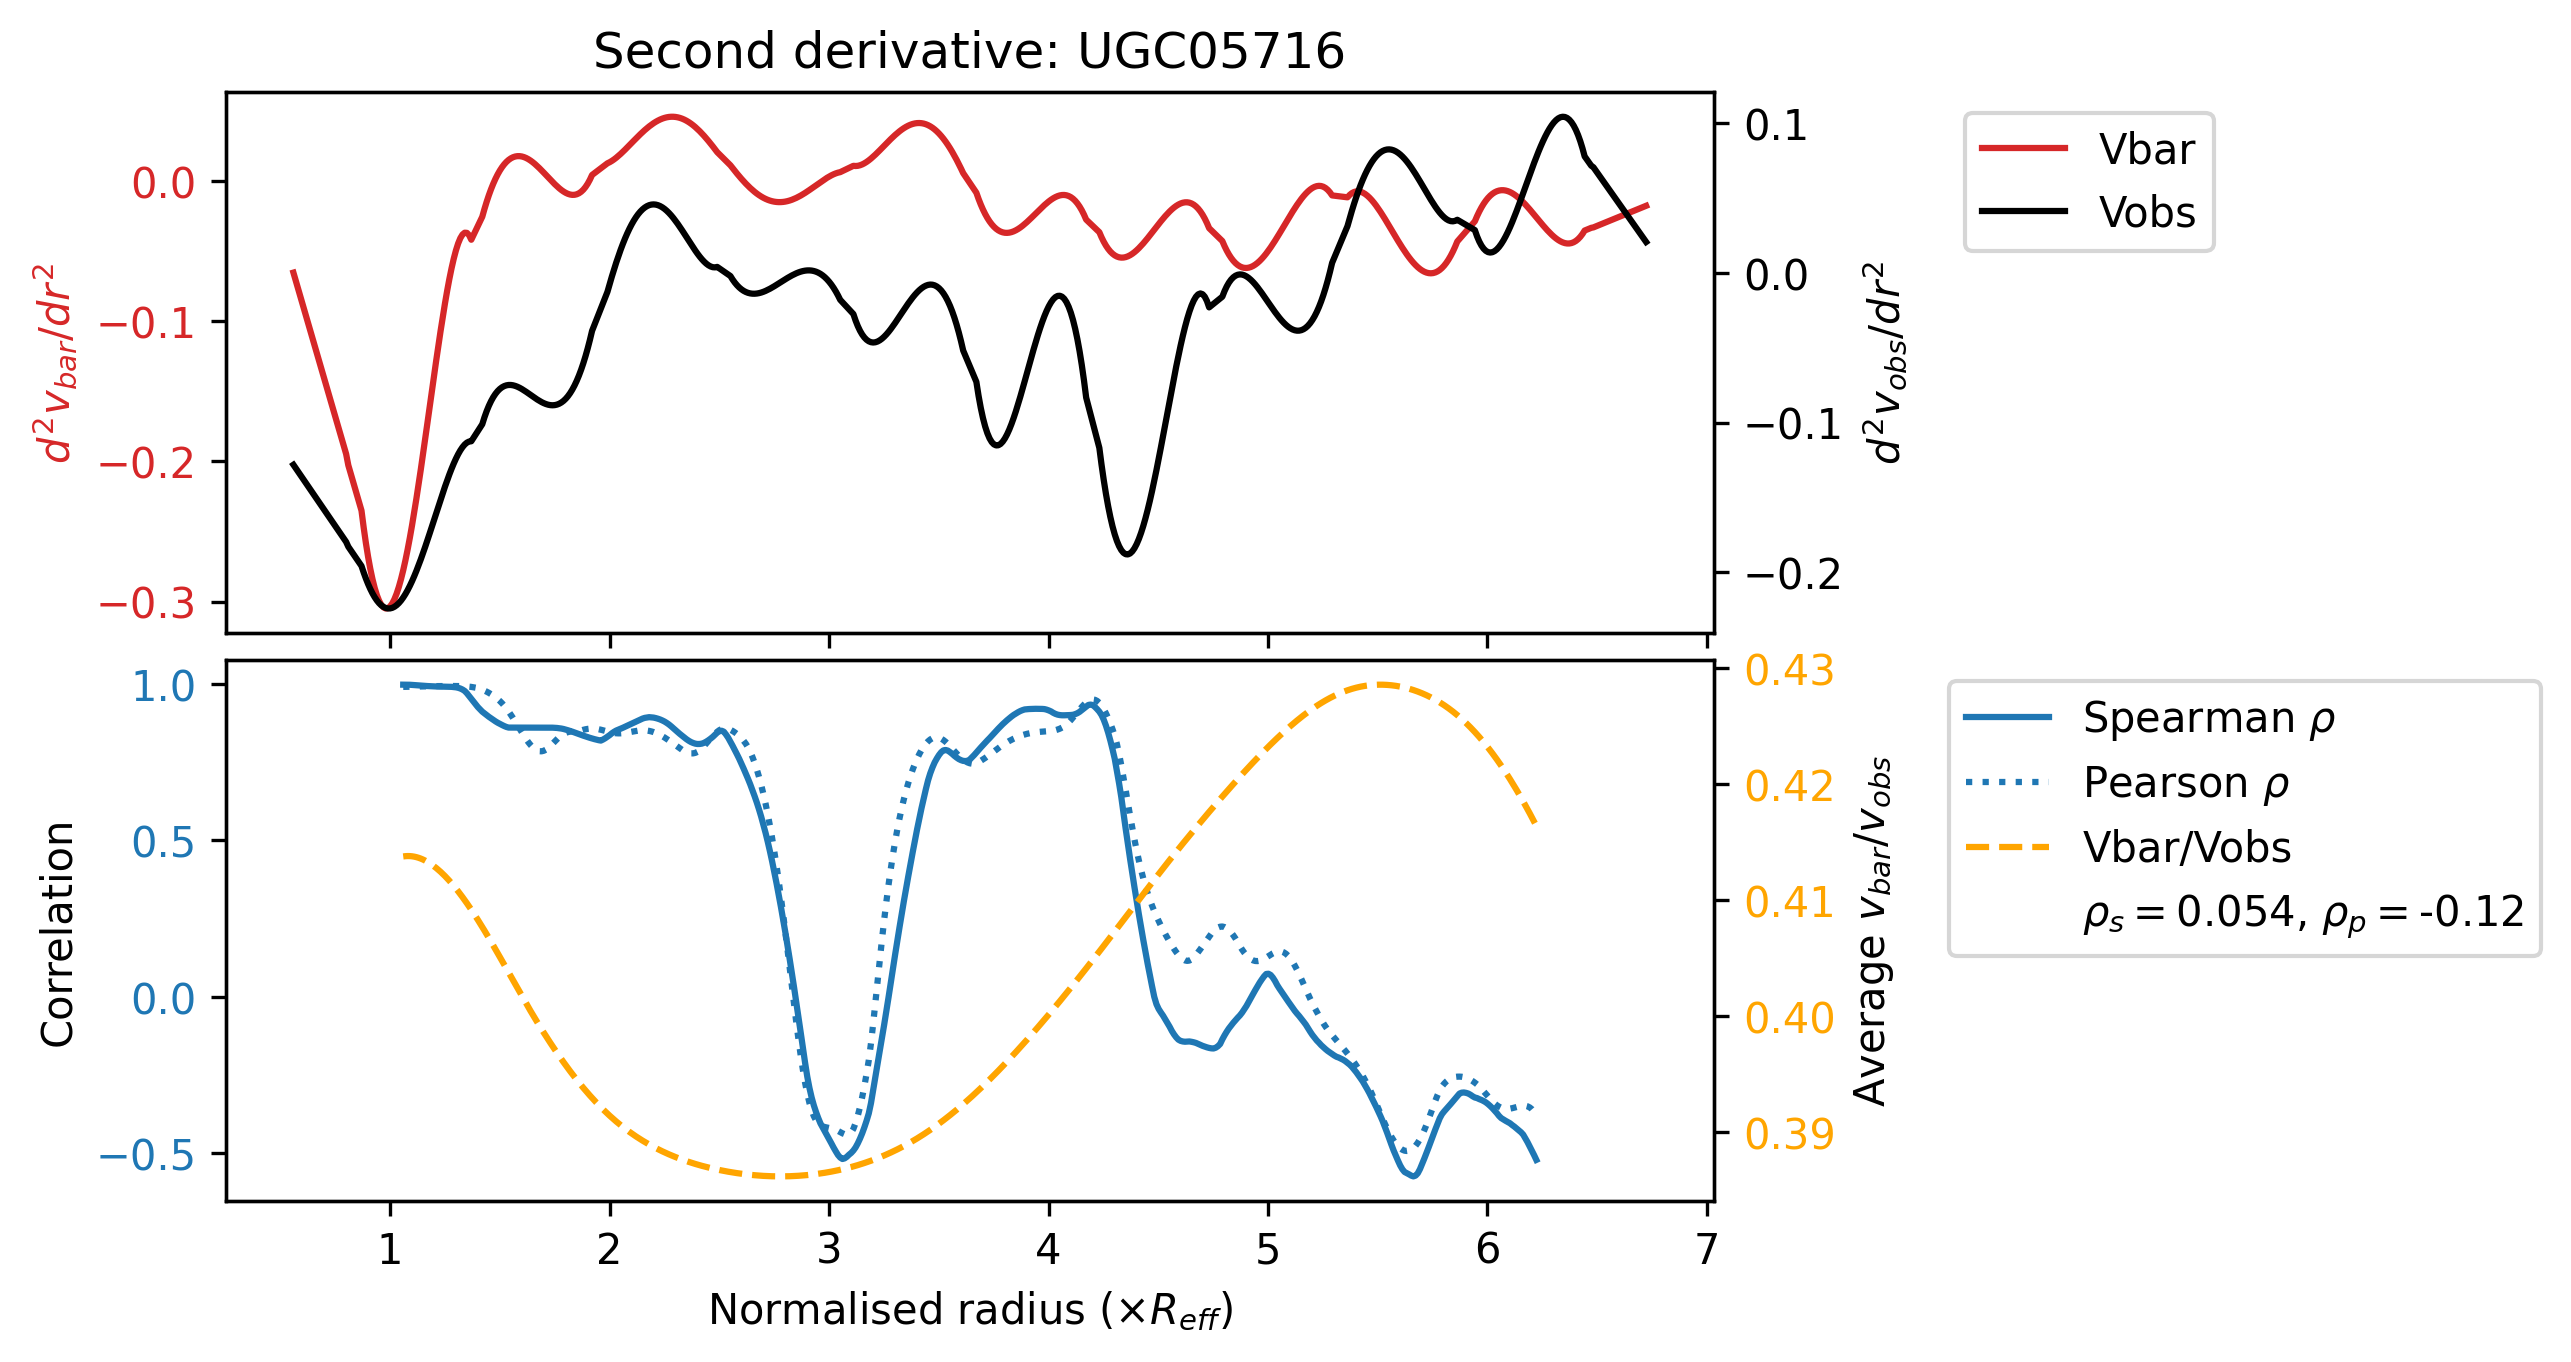 Second derivative: UGC05716
d²v_bar/dr²
0.0
−0.1
−0.2
−0.3
0.1
0.0
−0.1
−0.2
d²v_obs/dr²
Vbar
Vobs
Correlation
1.0
0.5
0.0
−0.5
0.43
0.42
0.41
0.40
0.39
Average v_bar/v_obs
Spearman ρ
Pearson ρ
Vbar/Vobs
ρ_s = 0.054, ρ_p = -0.12
1 2 3 4 5 6 7
Normalised radius (×R_eff)